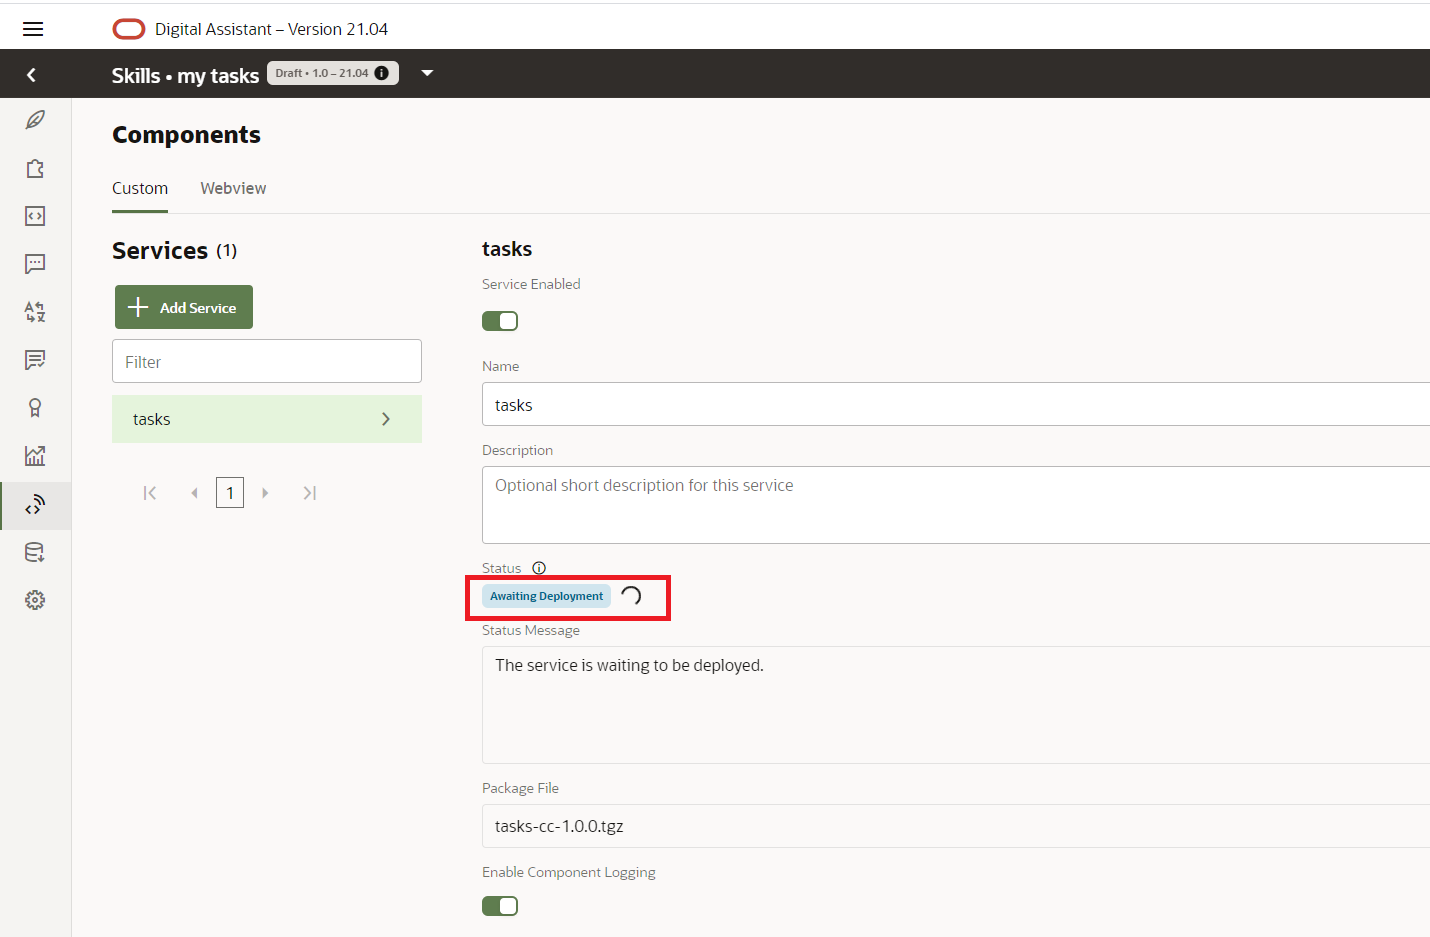 Digital Assistant – Version 21.04
Skills • my tasks Draft • 1.0 – 21.04
Components
Custom Webview
Services (1)
Add Service
Filter
tasks
1
tasks
Service Enabled
Name
tasks
Description
Optional short description for this service
Status
Awaiting Deployment
Status Message
The service is waiting to be deployed.
Package File
tasks-cc-1.0.0.tgz
Enable Component Logging